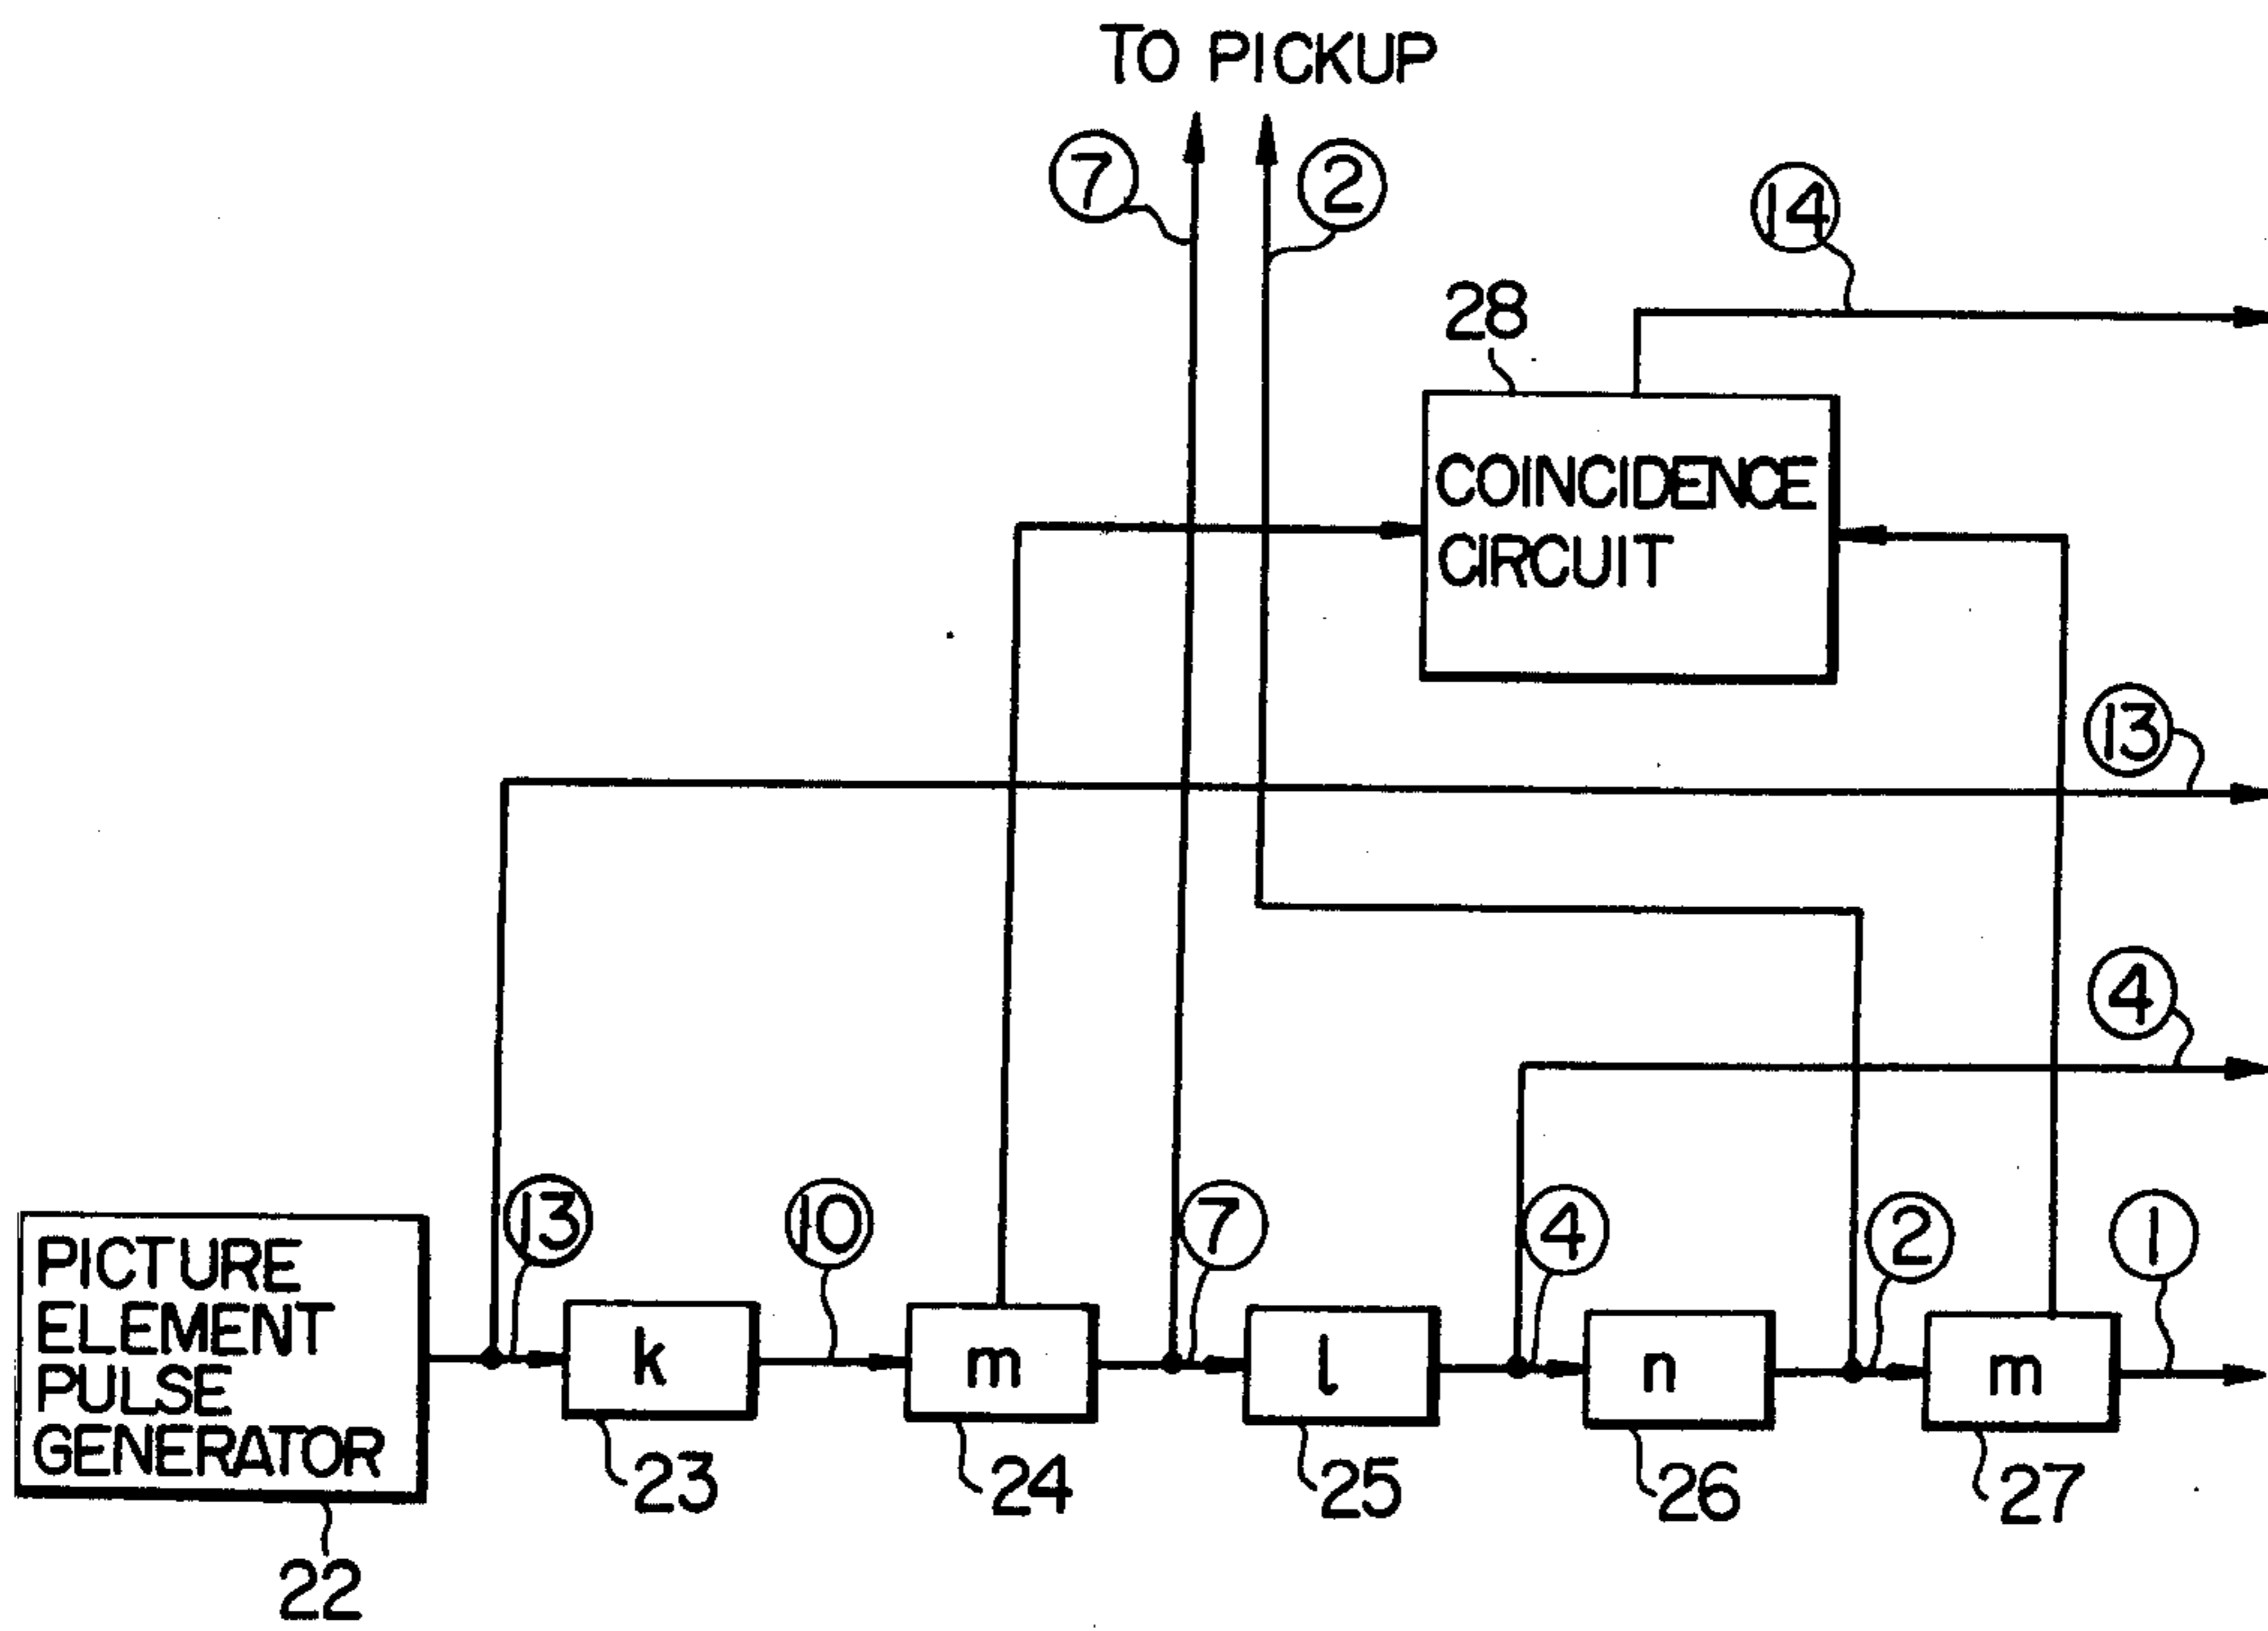 TO PICKUP
⑦
②
⑭
28
COINCIDENCE
CIRCUIT
⑬
④
⑬
⑩
⑦
④
②
①
PICTURE
ELEMENT
PULSE
GENERATOR
k
m
l
n
m
23
24
25
26
27
22